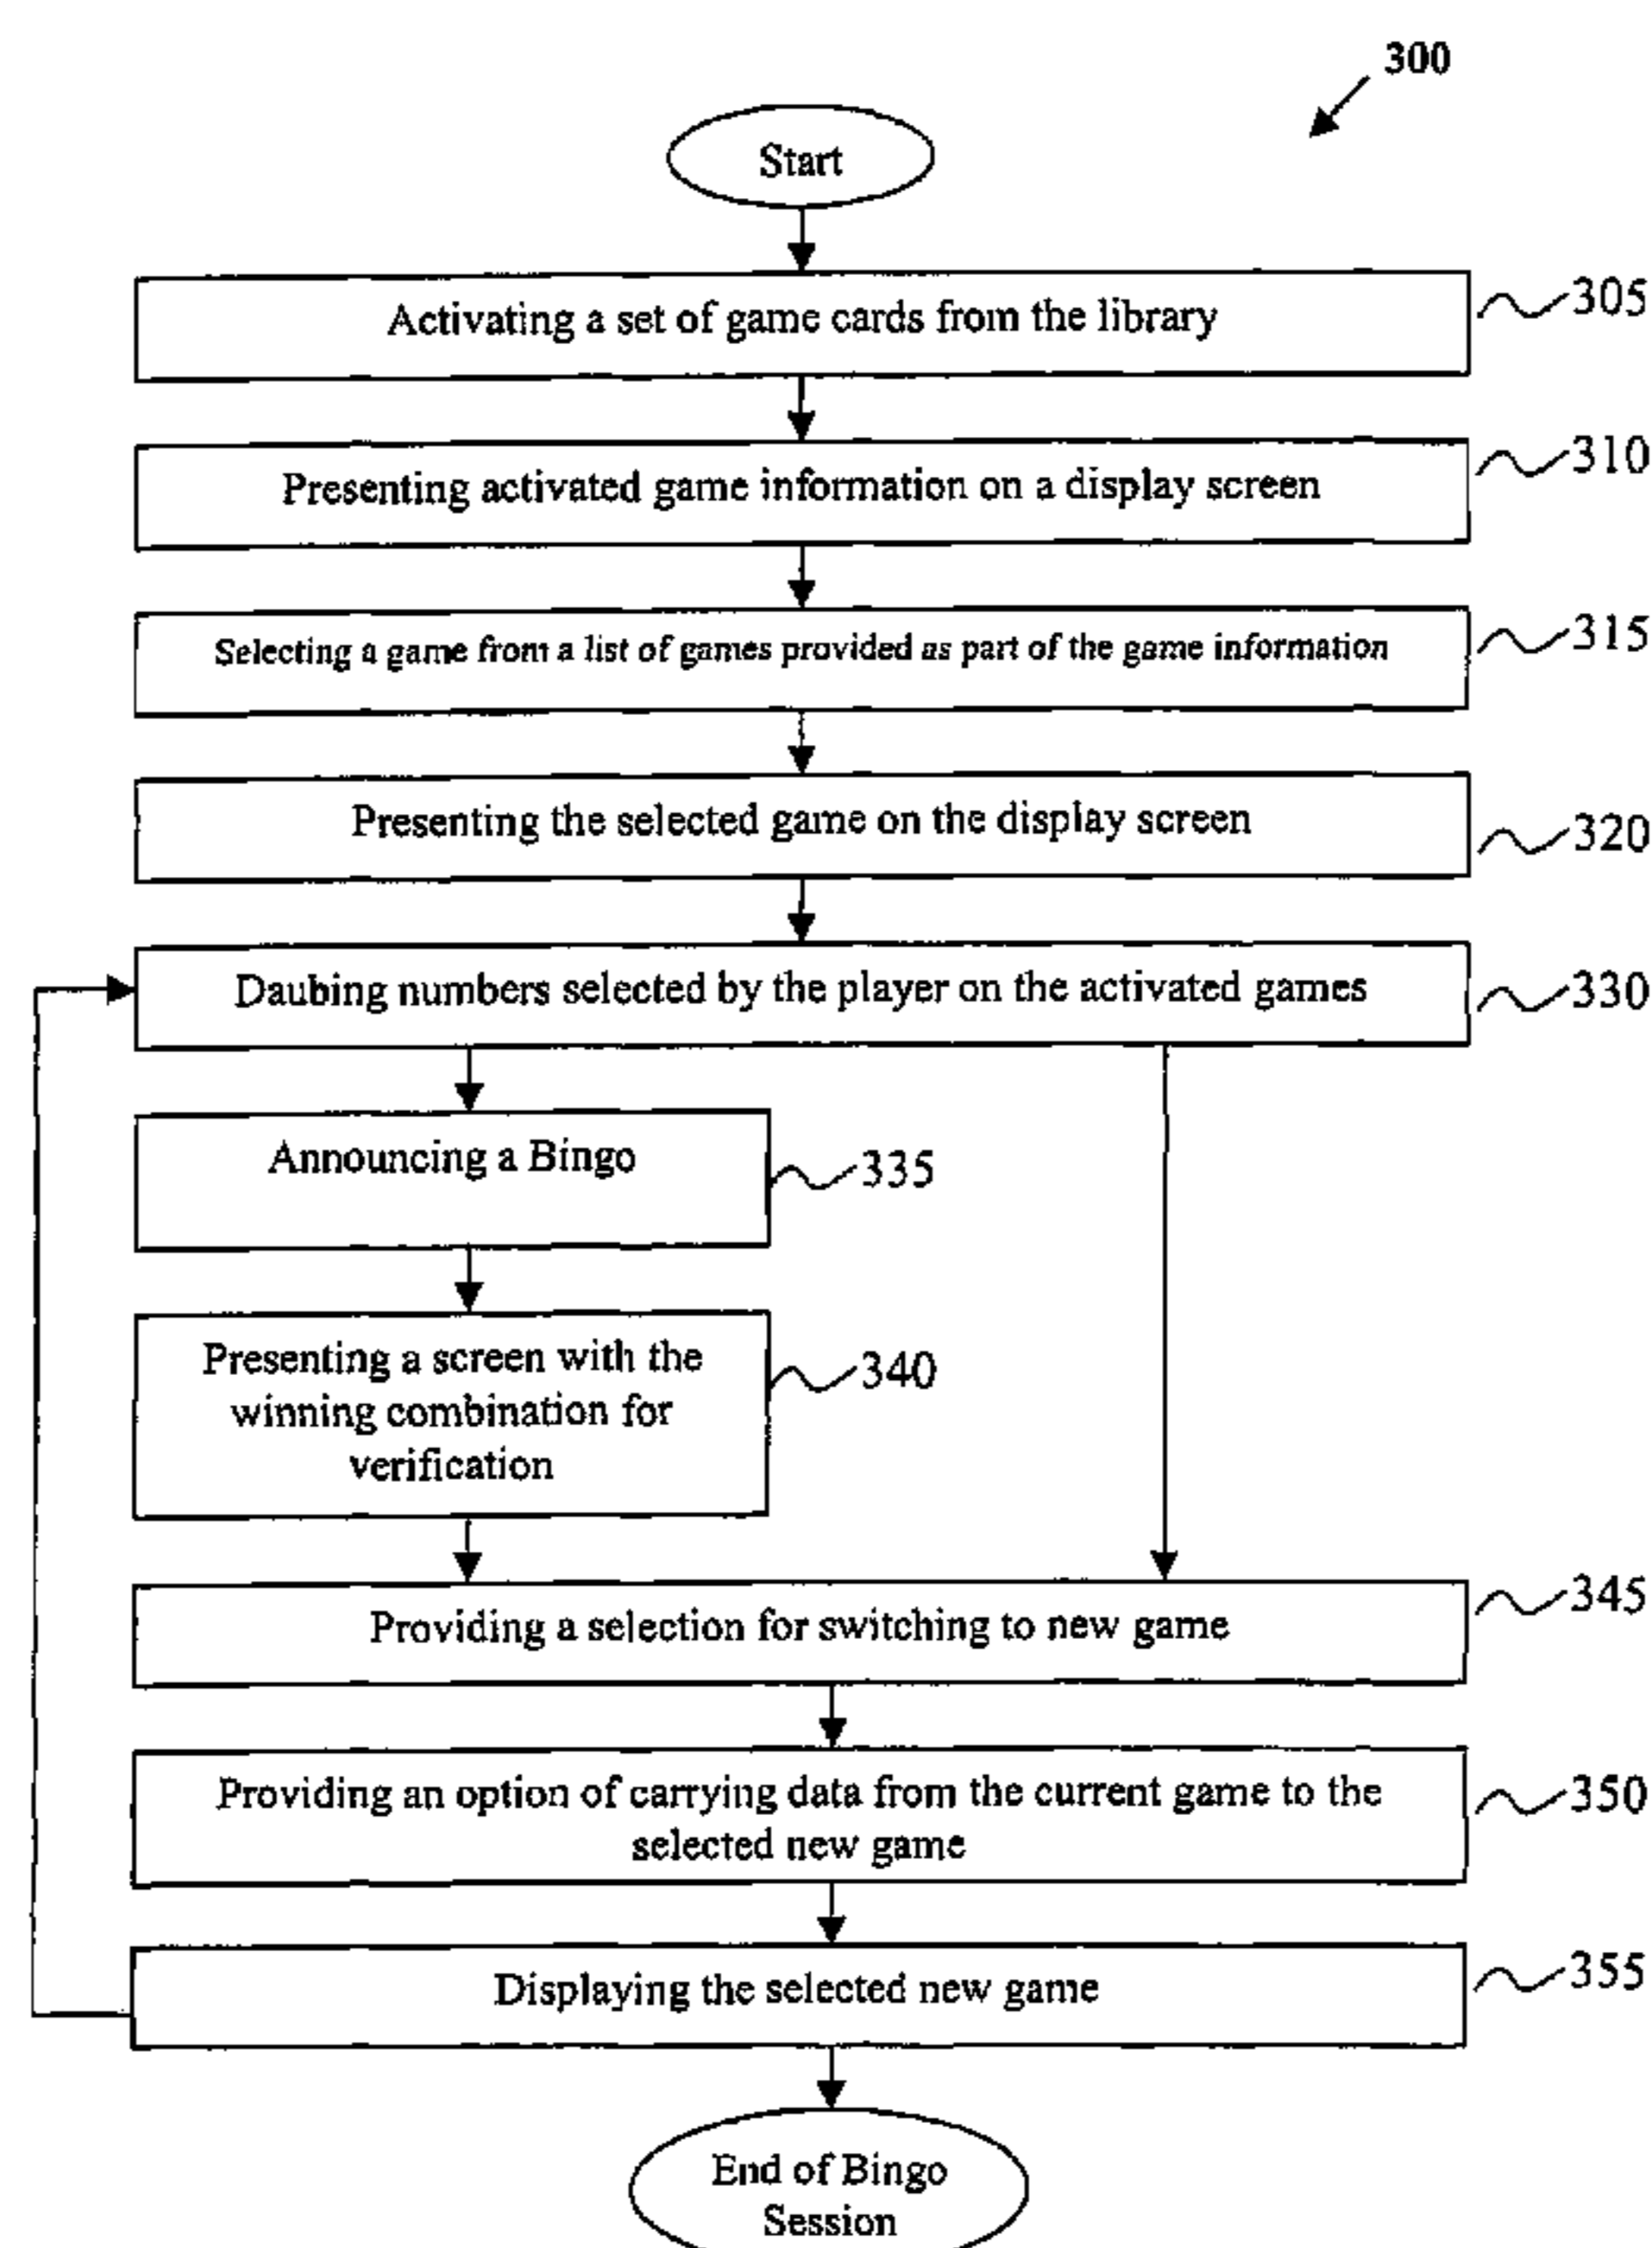 300
Start
Activating a set of game cards from the library
305
Presenting activated game information on a display screen
310
Selecting a game from a list of games provided as part of the game information
315
Presenting the selected game on the display screen
320
Daubing numbers selected by the player on the activated games
330
Announcing a Bingo
335
Presenting a screen with the
winning combination for
verification
340
Providing a selection for switching to new game
345
Providing an option of carrying data from the current game to the
selected new game
350
Displaying the selected new game
355
End of Bingo
Session